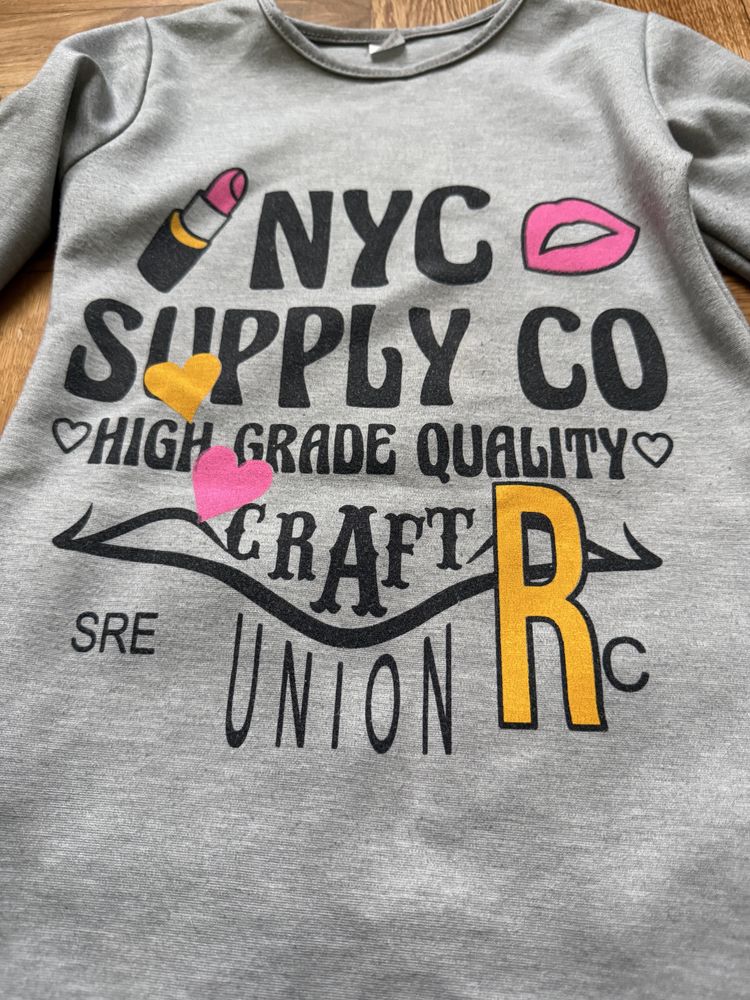 NYC
SUPPLY CO
HIGH GRADE QUALITY
CRAFT
R
SRE
UNION
C